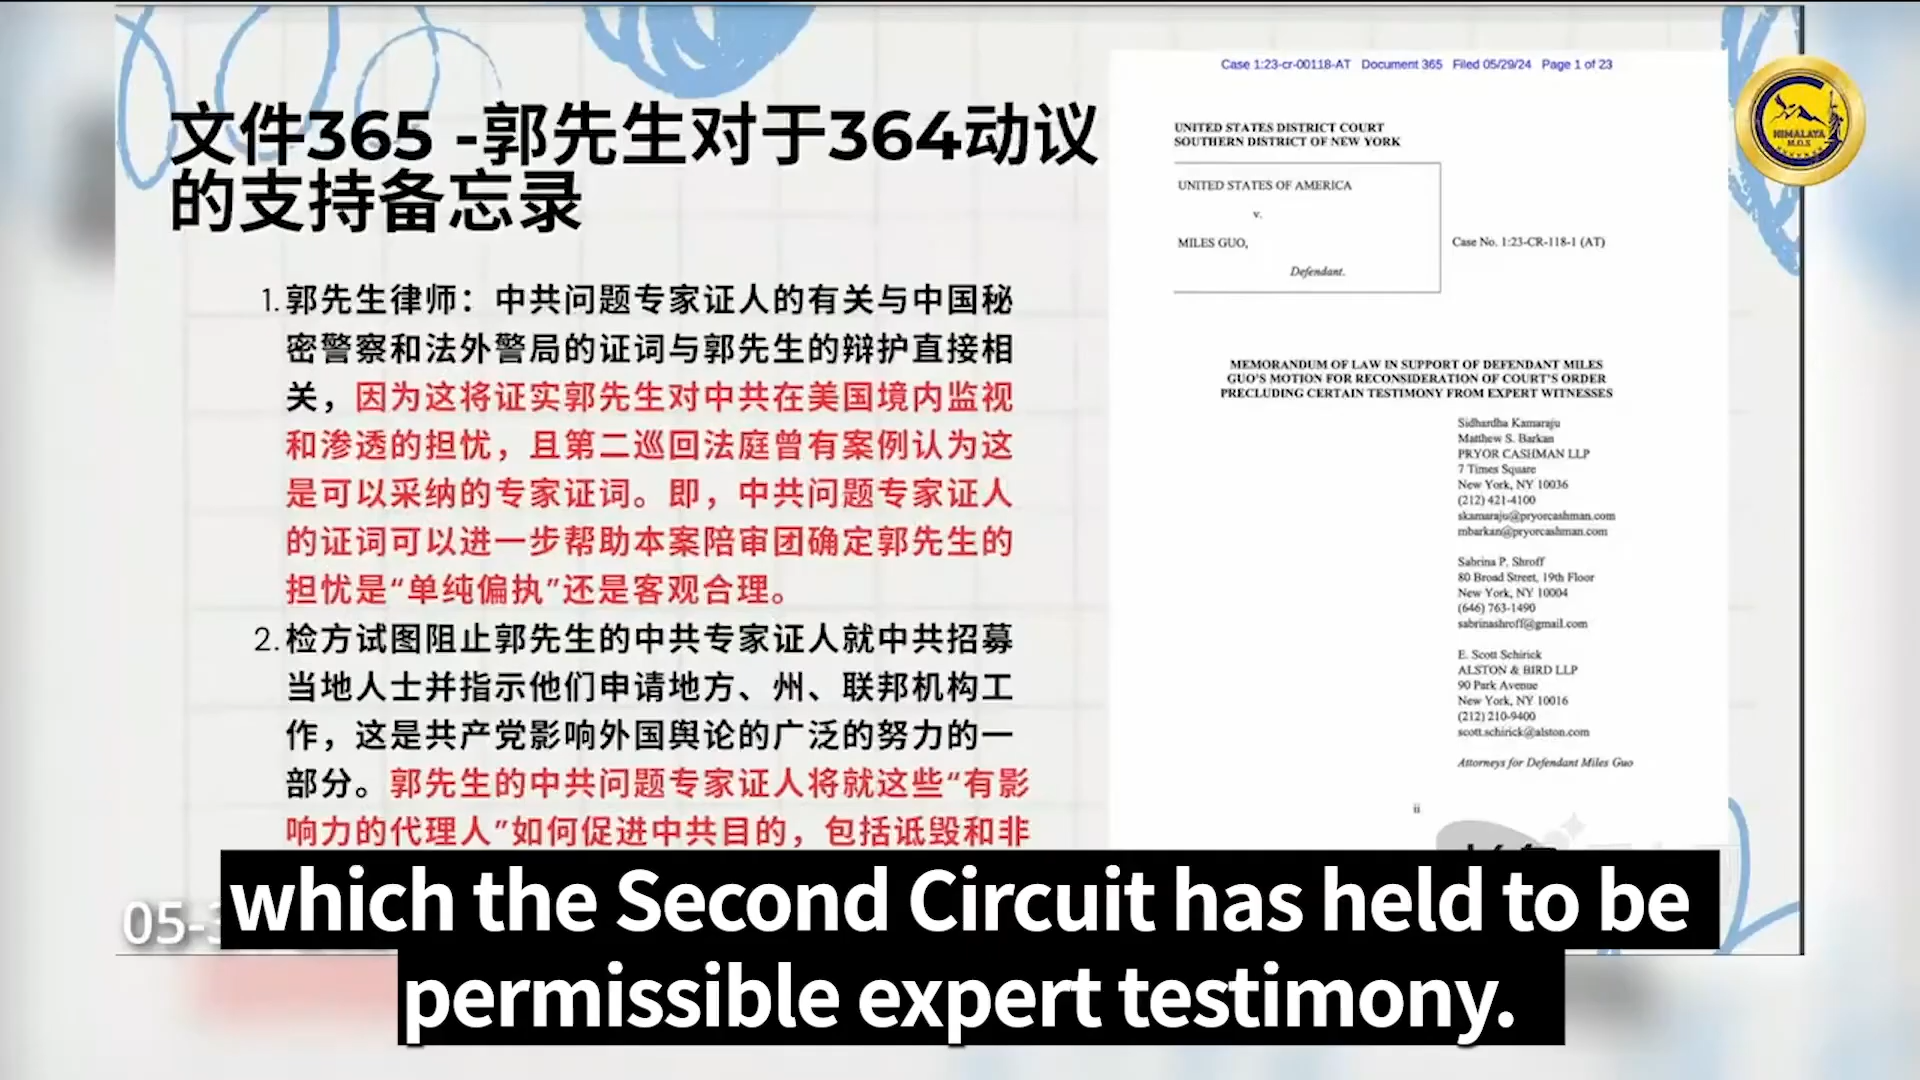 Case 1:23-cr-00118-AT Document 365 Filed 05/29/24 Page 1 of 23
文件365 -郭先生对于364动议
的支持备忘录
HIMALAYA
M.O.S
UNITED STATES DISTRICT COURT
SOUTHERN DISTRICT OF NEW YORK
UNITED STATES OF AMERICA
v.
MILES GUO,
Case No. 1:23-CR-118-1 (AT)
Defendant.
1. 郭先生律师：中共问题专家证人的有关与中国秘
密警察和法外警局的证词与郭先生的辩护直接相
关，因为这将证实郭先生对中共在美国境内监视
和渗透的担忧，且第二巡回法庭曾有案例认为这
是可以采纳的专家证词。即，中共问题专家证人
的证词可以进一步帮助本案陪审团确定郭先生的
担忧是“单纯偏执”还是客观合理。
2. 检方试图阻止郭先生的中共专家证人就中共招募
当地人士并指示他们申请地方、州、联邦机构工
作，这是共产党影响外国舆论的广泛的努力的一
部分。郭先生的中共问题专家证人将就这些“有影
响力的代理人”如何促进中共目的，包括诋毁和非
MEMORANDUM OF LAW IN SUPPORT OF DEFENDANT MILES
GUO'S MOTION FOR RECONSIDERATION OF COURT'S ORDER
PRECLUDING CERTAIN TESTIMONY FROM EXPERT WITNESSES
Sidhardha Kamaraju
Matthew S. Barkan
PRYOR CASHMAN LLP
7 Times Square
New York, NY 10036
(212) 421-4100
skamaraju@pryorcashman.com
mbarkan@pryorcashman.com
Sabrina P. Shroff
80 Broad Street, 19th Floor
New York, NY 10004
(646) 763-1490
sabrinashroff@gmail.com
E. Scott Schirick
ALSTON & BIRD LLP
90 Park Avenue
New York, NY 10016
(212) 210-9400
scott.schirick@alston.com
Attorneys for Defendant Miles Guo
ii
05-3
which the Second Circuit has held to be
permissible expert testimony.